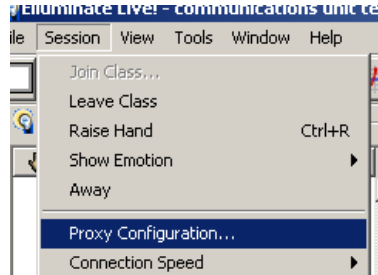 Elluminate Live! - communications unit te
ile Session View Tools Window Help
Join Class...
Leave Class
Raise Hand Ctrl+R
Show Emotion
Away
Proxy Configuration...
Connection Speed